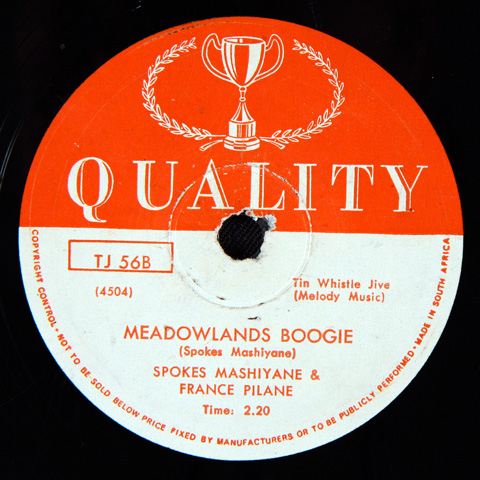 QUALITY
TJ 56B
(4504)
Tin Whistle Jive
(Melody Music)
MEADOWLANDS BOOGIE
(Spokes Mashiyane)
SPOKES MASHIYANE &
FRANCE PILANE
Time: 2.20
COPYRIGHT CONTROL · NOT TO BE SOLD BELOW PRICE FIXED BY MANUFACTURERS OR TO BE PUBLICLY PERFORMED · MADE IN SOUTH AFRICA